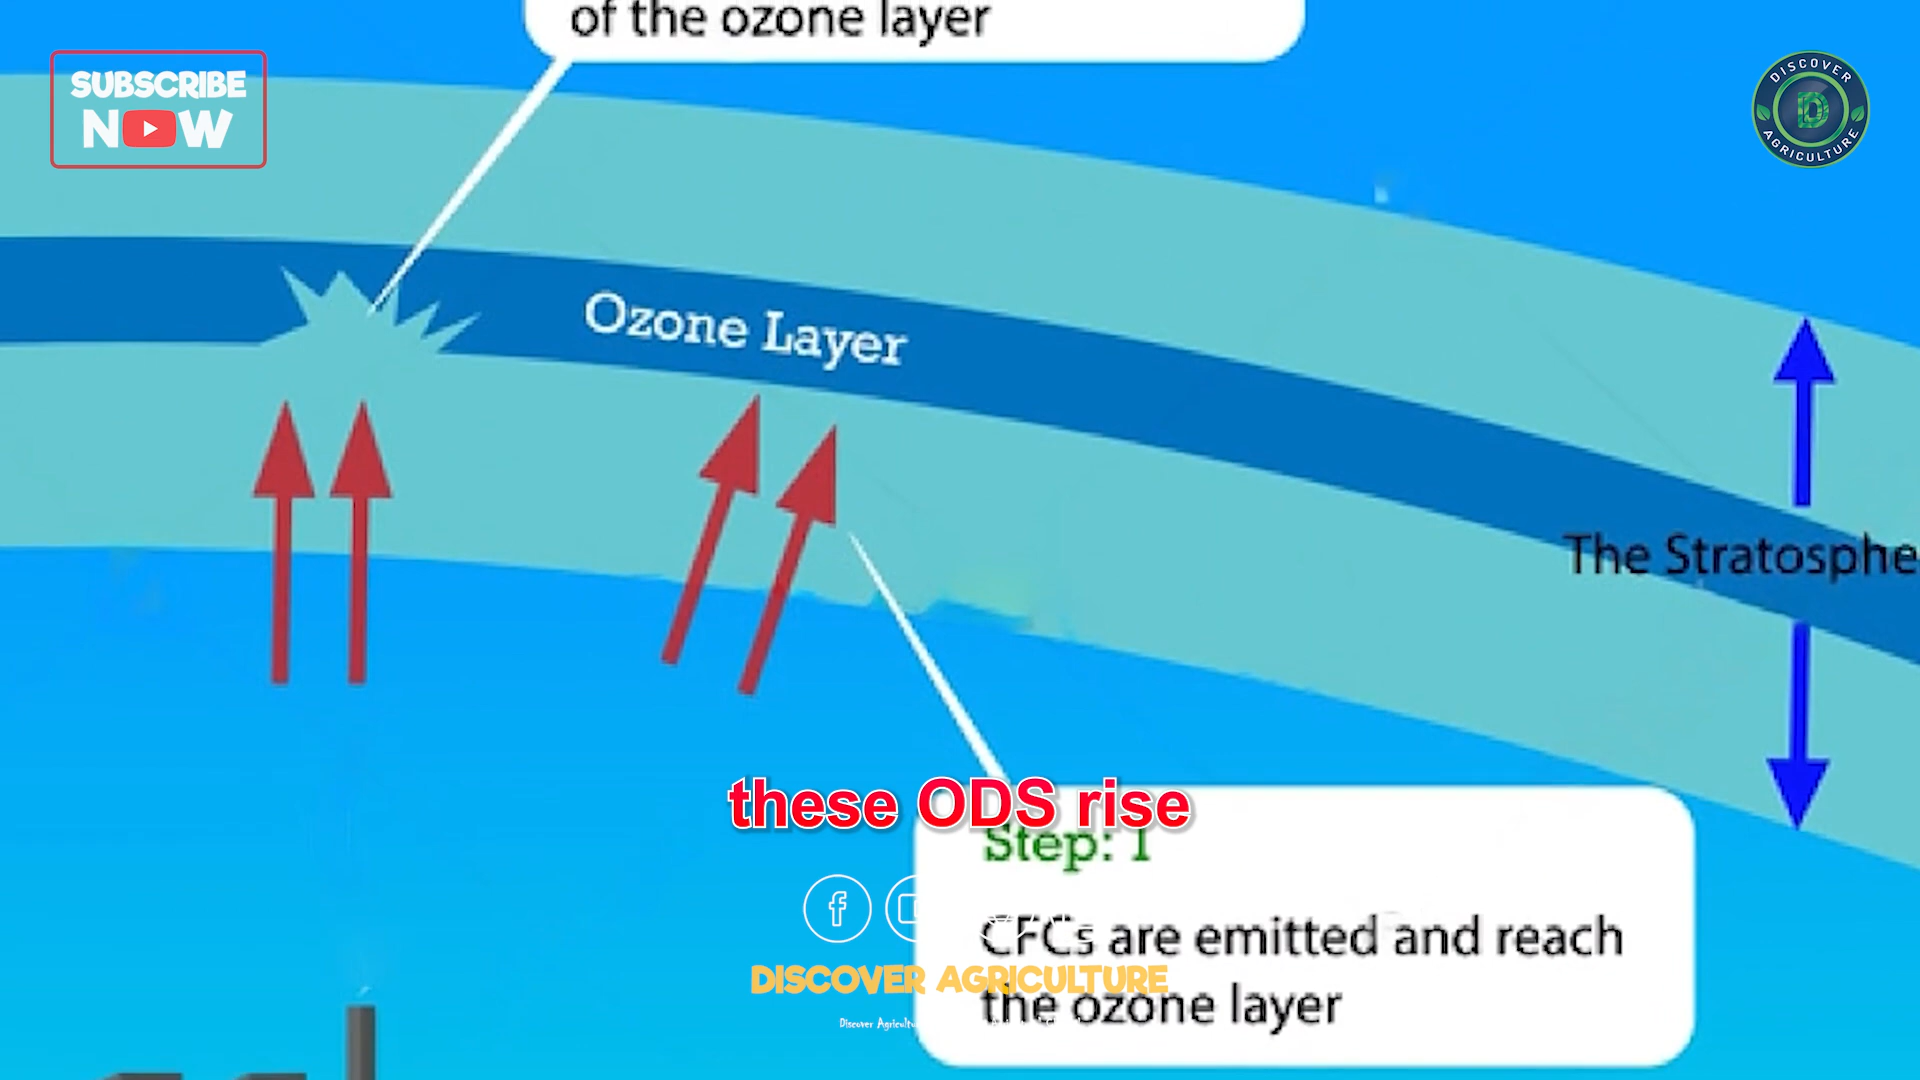 of the ozone layer
SUBSCRIBE
NOW
DISCOVER
D
AGRICULTURE
Ozone Layer
The Stratosphe
these ODS rise
Step: 1
CFCs are emitted and reach
the ozone layer
DISCOVER AGRICULTURE
Discover